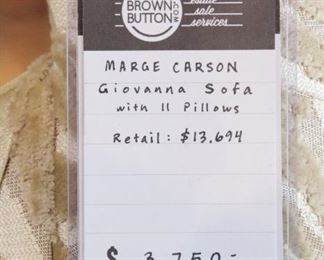 BROWN
BUTTON
.COM
estate
sale
services
MARGE CARSON
Giovanna Sofa
with 11 Pillows
Retail: $13,694
$ 3,750-